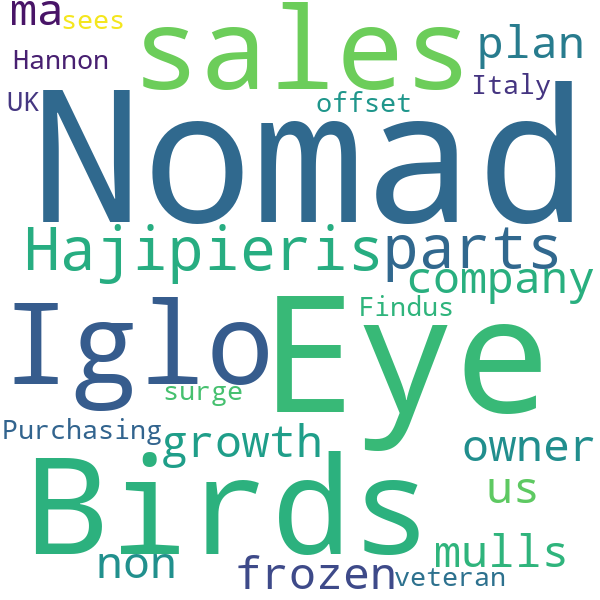 ma sees sales plan
Hannon Italy
UK offset
Nomad
Hajipieris parts
company
Iglo Eye Findus
surge
Purchasing growth owner
Birds us
non frozen mulls
veteran